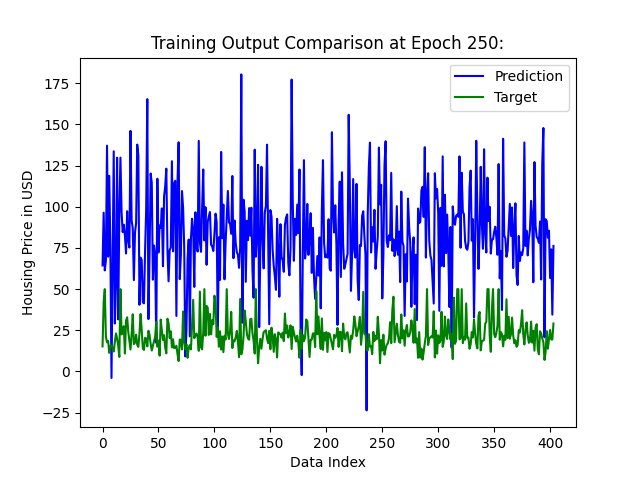 Training Output Comparison at Epoch 250:
Prediction
Target
Housing Price in USD
175
150
125
100
75
50
25
0
−25
0 50 100 150 200 250 300 350 400
Data Index